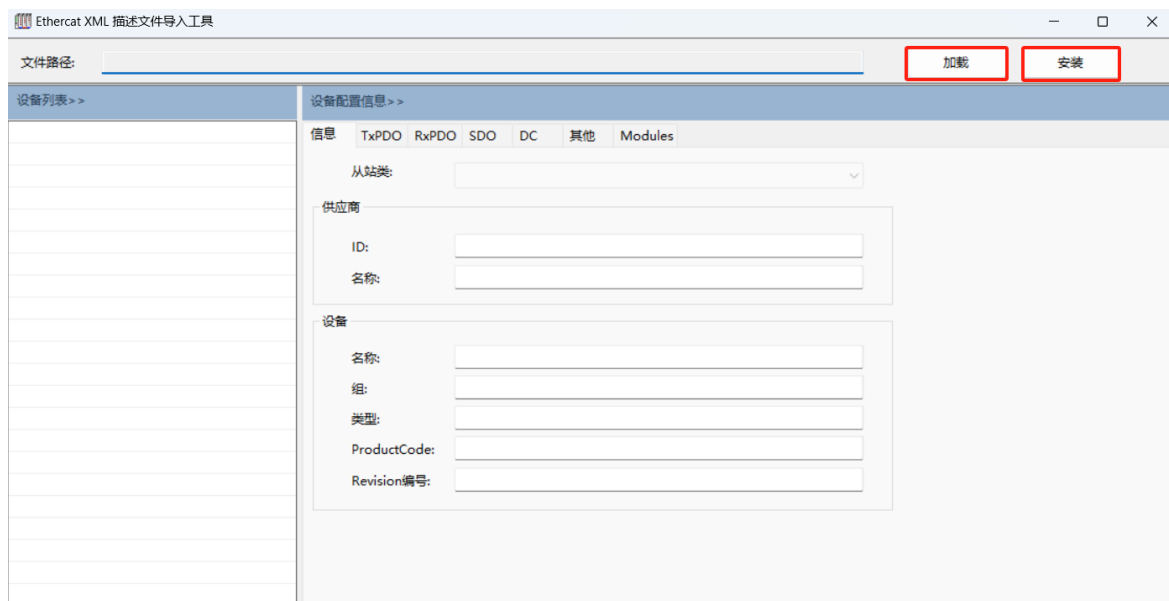 Ethercat XML 描述文件导入工具
文件路径:
加载
安装
设备列表>>
设备配置信息>>
信息 TxPDO RxPDO SDO DC 其他 Modules
从站类:
供应商
ID:
名称:
设备
名称:
组:
类型:
ProductCode:
Revision编号: